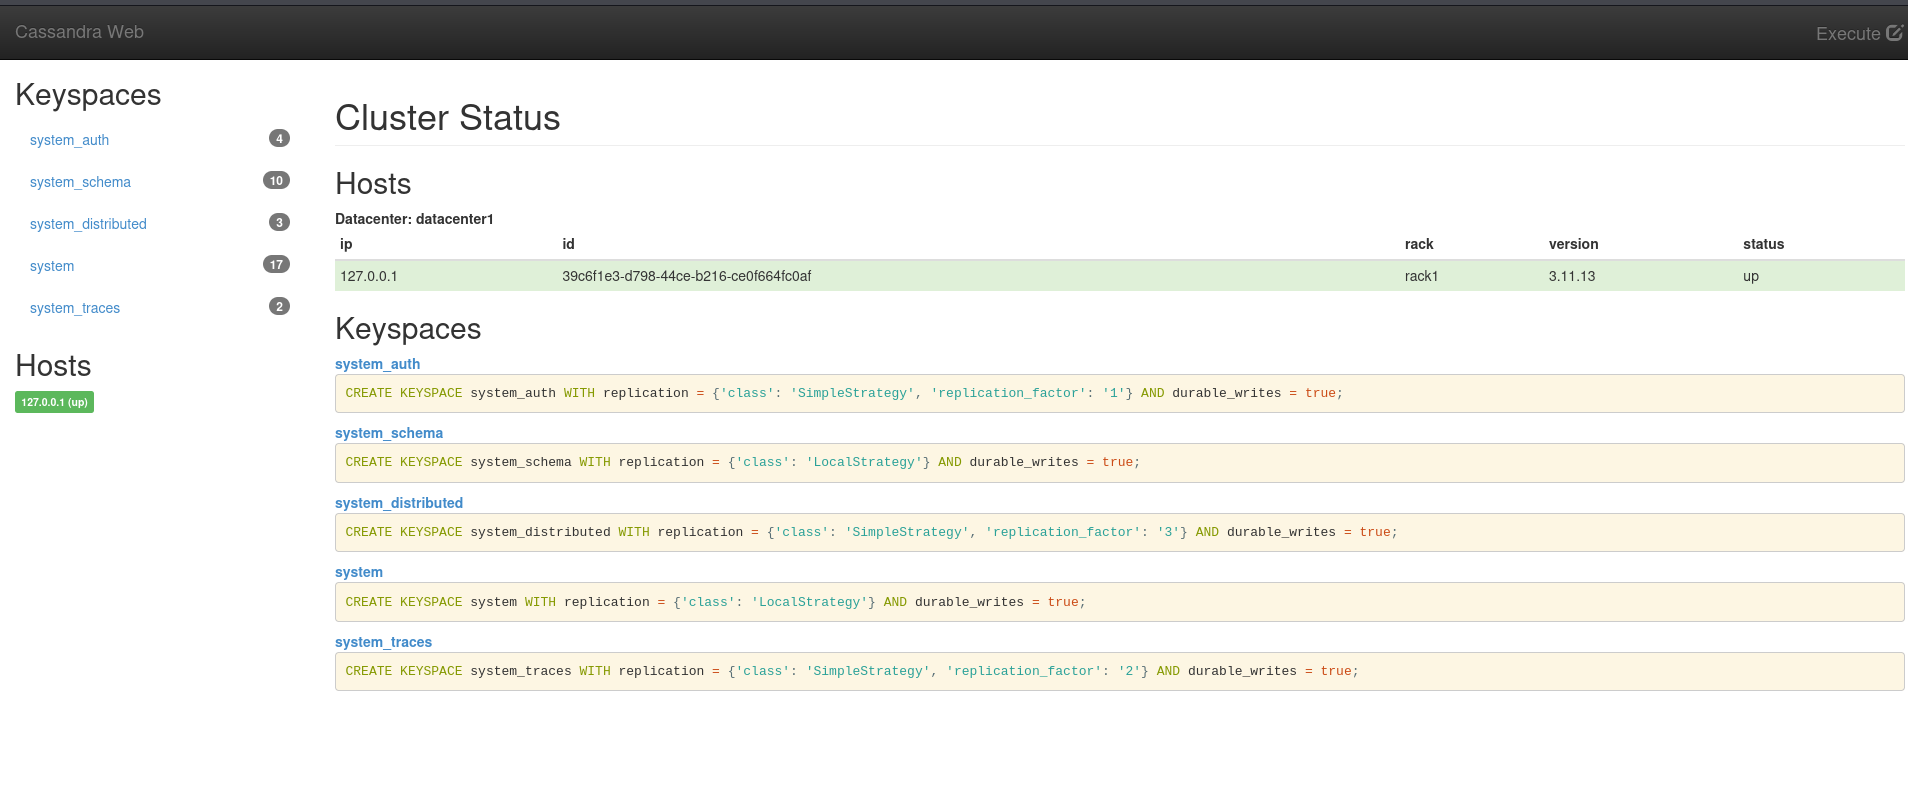 Cassandra Web
Execute
Keyspaces
system_auth 4
system_schema 10
system_distributed 3
system 17
system_traces 2
Hosts
127.0.0.1 (up)
Cluster Status
Hosts
Datacenter: datacenter1
ip id rack version status
127.0.0.1 39c6f1e3-d798-44ce-b216-ce0f664fc0af rack1 3.11.13 up
Keyspaces
system_auth
CREATE KEYSPACE system_auth WITH replication = {'class': 'SimpleStrategy', 'replication_factor': '1'} AND durable_writes = true;
system_schema
CREATE KEYSPACE system_schema WITH replication = {'class': 'LocalStrategy'} AND durable_writes = true;
system_distributed
CREATE KEYSPACE system_distributed WITH replication = {'class': 'SimpleStrategy', 'replication_factor': '3'} AND durable_writes = true;
system
CREATE KEYSPACE system WITH replication = {'class': 'LocalStrategy'} AND durable_writes = true;
system_traces
CREATE KEYSPACE system_traces WITH replication = {'class': 'SimpleStrategy', 'replication_factor': '2'} AND durable_writes = true;